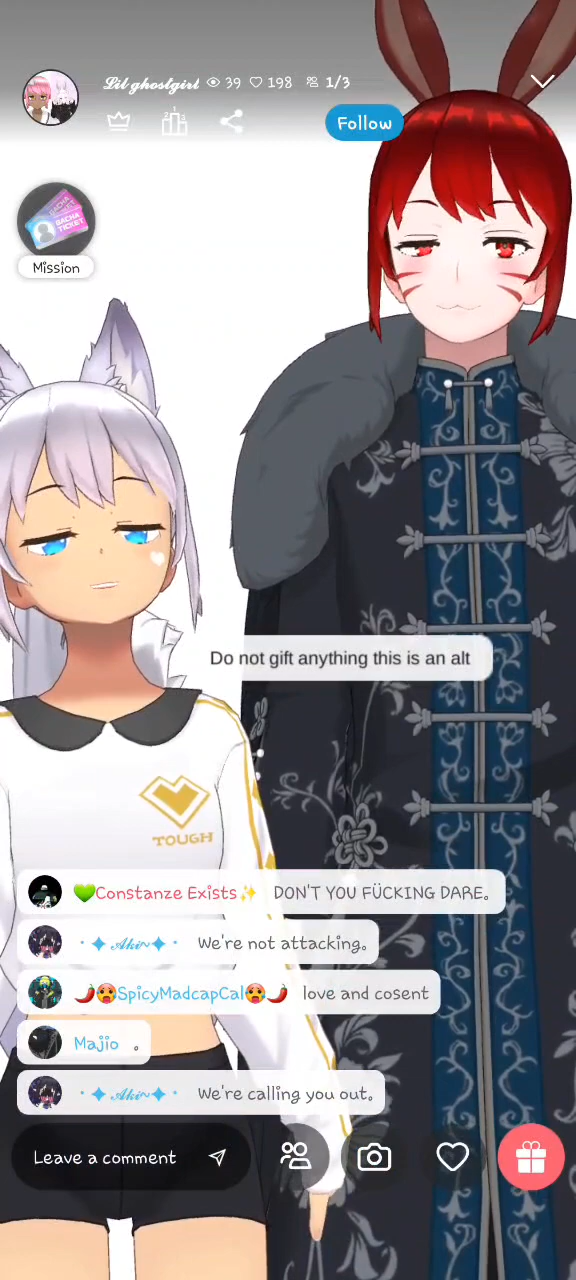 Lil ghostgirl 39 198 1/3
Follow
GACHA TICKET
GACHA TICKET
Mission
Do not gift anything this is an alt
TOUGH
💚Constanze Exists✨ DON'T YOU FÜCKING DARE.
・✦ Aki~✦・ We're not attacking.
🌶️🥵SpicyMadcapCal🥵🌶️ love and cosent
Majio 。
・✦ Aki~✦・ We're calling you out.
Leave a comment